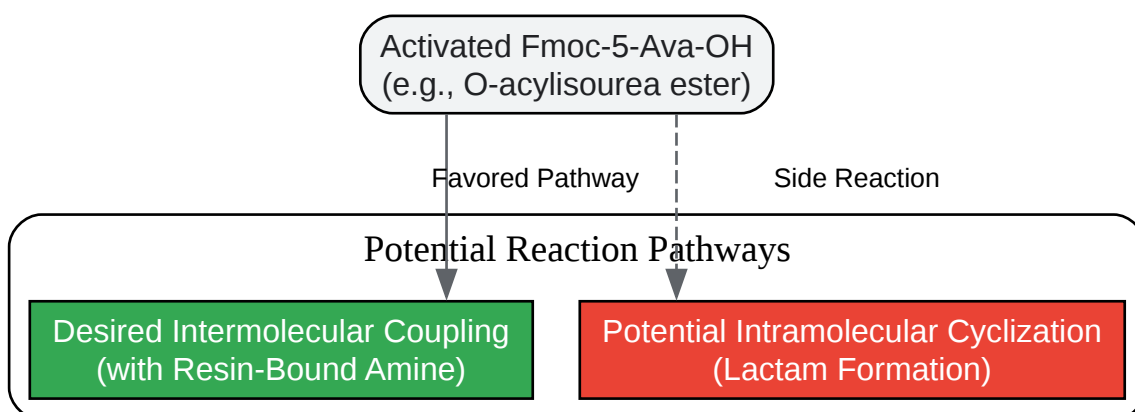 Activated Fmoc-5-Ava-OH
(e.g., O-acylisourea ester)
Favored Pathway
Side Reaction
Potential Reaction Pathways
Desired Intermolecular Coupling
(with Resin-Bound Amine)
Potential Intramolecular Cyclization
(Lactam Formation)